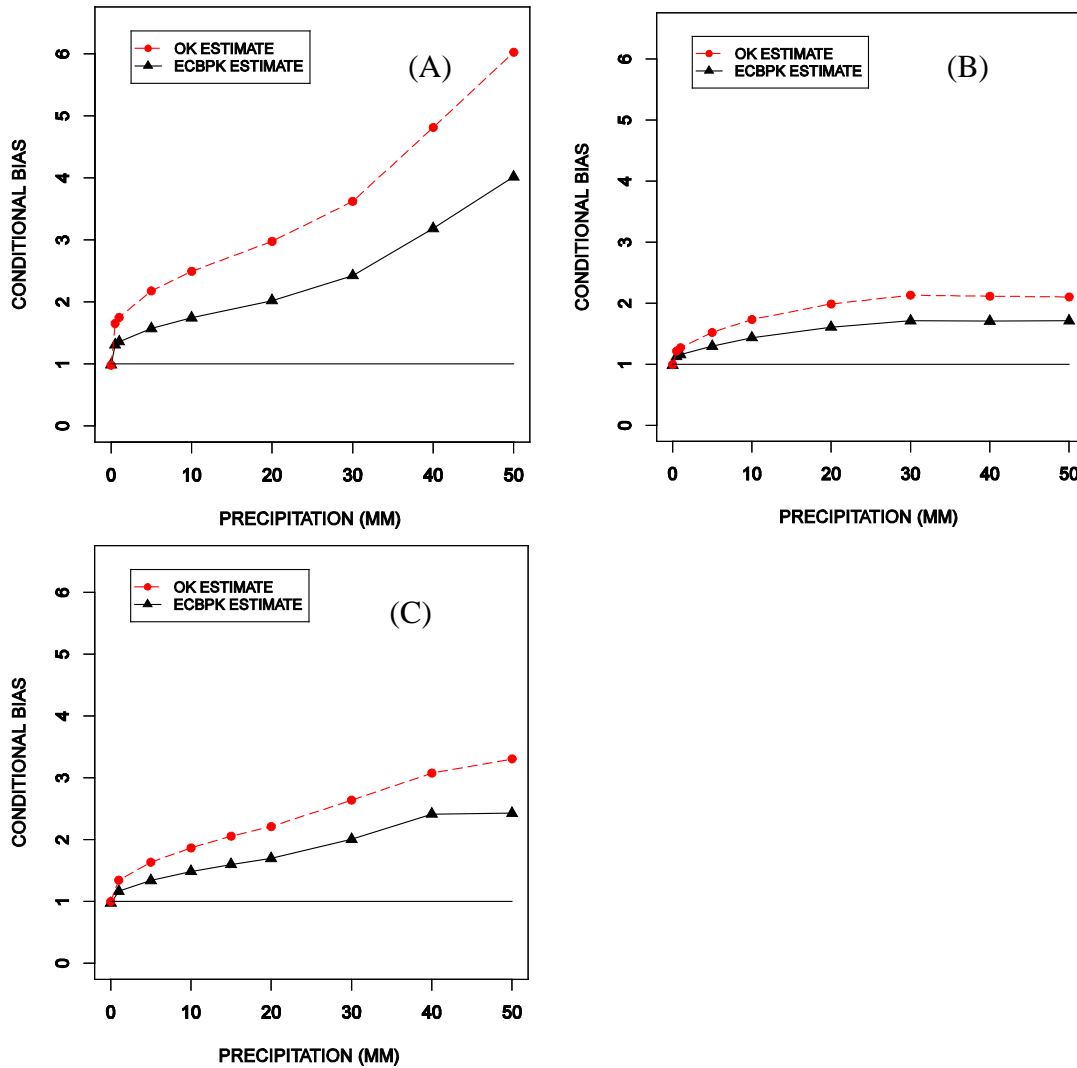 OK ESTIMATE
ECBPK ESTIMATE
(A)
CONDITIONAL BIAS
6
5
4
3
2
1
0
0 10 20 30 40 50
PRECIPITATION (MM)
OK ESTIMATE
ECBPK ESTIMATE
(B)
CONDITIONAL BIAS
6
5
4
3
2
1
0
0 10 20 30 40 50
PRECIPITATION (MM)
OK ESTIMATE
ECBPK ESTIMATE
(C)
CONDITIONAL BIAS
6
5
4
3
2
1
0
0 10 20 30 40 50
PRECIPITATION (MM)